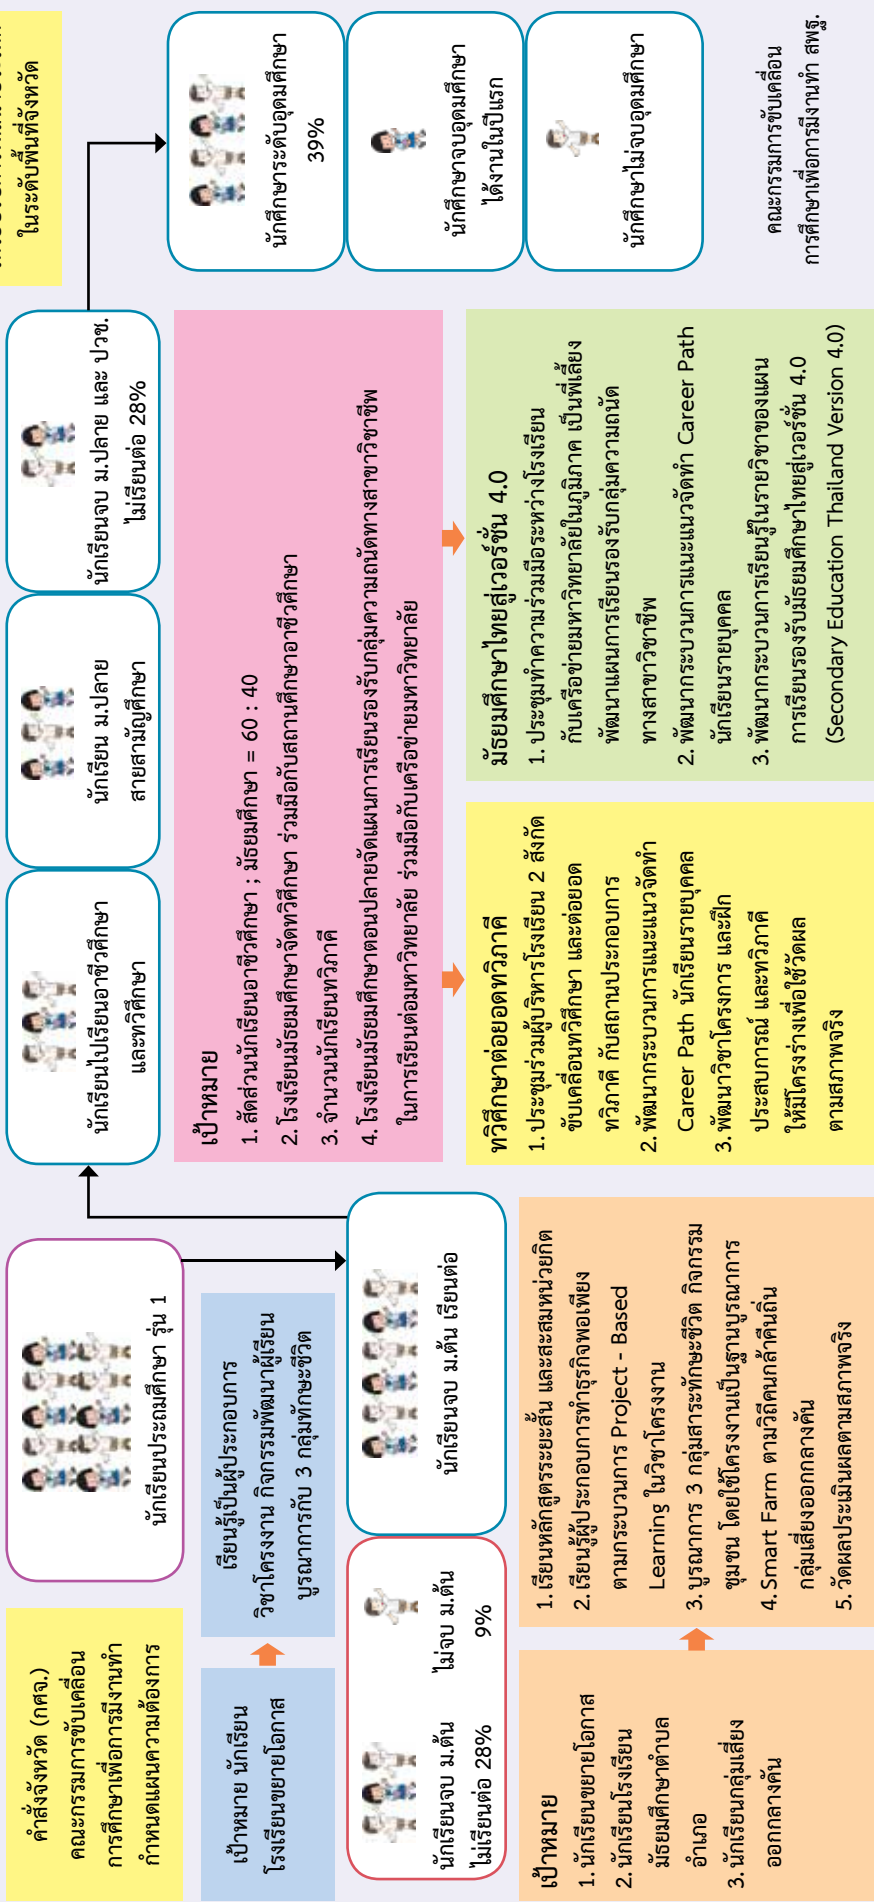 คำสั่งจังหวัด (กศจ.)
คณะกรรมการขับเคลื่อน
การศึกษาเพื่อการมีงานทำ
กำหนดแผนความต้องการ
นักเรียนประถมศึกษา รุ่น 1
นักเรียนไปเรียนอาชีวศึกษา
และทวิศึกษา
นักเรียน ม.ปลาย
สายสามัญศึกษา
นักเรียนจบ ม.ปลาย และ ปวช.
ไม่เรียนต่อ 28%
ในระดับพื้นที่จังหวัด
เป้าหมาย นักเรียน
โรงเรียนขยายโอกาส
เรียนรู้เป็นผู้ประกอบการ
วิชาโครงงาน กิจกรรมพัฒนาผู้เรียน
บูรณาการกับ 3 กลุ่มทักษะชีวิต
นักเรียนจบ ม.ต้น
ไม่เรียนต่อ 28%
ไม่จบ ม.ต้น
9%
นักเรียนจบ ม.ต้น เรียนต่อ
เป้าหมาย
1. สัดส่วนนักเรียนอาชีวศึกษา ; มัธยมศึกษา = 60 : 40
2. โรงเรียนมัธยมศึกษาจัดทวิศึกษา ร่วมมือกับสถานศึกษาอาชีวศึกษา
3. จำนวนนักเรียนทวิภาคี
4. โรงเรียนมัธยมศึกษาตอนปลายจัดแผนการเรียนรองรับกลุ่มความถนัดทางสาขาวิชาชีพ
ในการเรียนต่อมหาวิทยาลัย ร่วมมือกับเครือข่ายมหาวิทยาลัย
นักศึกษาระดับอุดมศึกษา
39%
นักศึกษาจบอุดมศึกษา
ได้งานในปีแรก
นักศึกษาไม่จบอุดมศึกษา
เป้าหมาย
1. นักเรียนขยายโอกาส
2. นักเรียนโรงเรียน
มัธยมศึกษาตำบล
อำเภอ
3. นักเรียนกลุ่มเสี่ยง
ออกกลางคัน
1. เรียนหลักสูตรระยะสั้น และสะสมหน่วยกิต
2. เรียนรู้ผู้ประกอบการทำธุรกิจพอเพียง
ตามกระบวนการ Project - Based
Learning ในวิชาโครงงาน
3. บูรณาการ 3 กลุ่มสาระทักษะชีวิต กิจกรรม
ชุมชน โดยใช้โครงงานเป็นฐานบูรณาการ
4. Smart Farm ตามวิถีคนกล้าคืนถิ่น
กลุ่มเสี่ยงออกกลางคัน
5. วัดผลประเมินผลตามสภาพจริง
ทวิศึกษาต่อยอดทวิภาคี
1. ประชุมร่วมผู้บริหารโรงเรียน 2 สังกัด
ขับเคลื่อนทวิศึกษา และต่อยอด
ทวิภาคี กับสถานประกอบการ
2. พัฒนากระบวนการแนะแนวจัดทำ
Career Path นักเรียนรายบุคคล
3. พัฒนาวิชาโครงการ และฝึก
ประสบการณ์ และทวิภาคี
ให้มีโครงร่างเพื่อใช้วัดผล
ตามสภาพจริง
มัธยมศึกษาไทยสู่เวอร์ชั่น 4.0
1. ประชุมทำความร่วมมือระหว่างโรงเรียน
กับเครือข่ายมหาวิทยาลัยในภูมิภาค เป็นพี่เลี้ยง
พัฒนาแผนการเรียนรองรับกลุ่มความถนัด
ทางสาขาวิชาชีพ
2. พัฒนากระบวนการแนะแนวจัดทำ Career Path
นักเรียนรายบุคคล
3. พัฒนากระบวนการเรียนรู้ในรายวิชาของแผน
การเรียนรองรับมัธยมศึกษาไทยสู่เวอร์ชั่น 4.0
(Secondary Education Thailand Version 4.0)
คณะกรรมการขับเคลื่อน
การศึกษาเพื่อการมีงานทำ สพฐ.